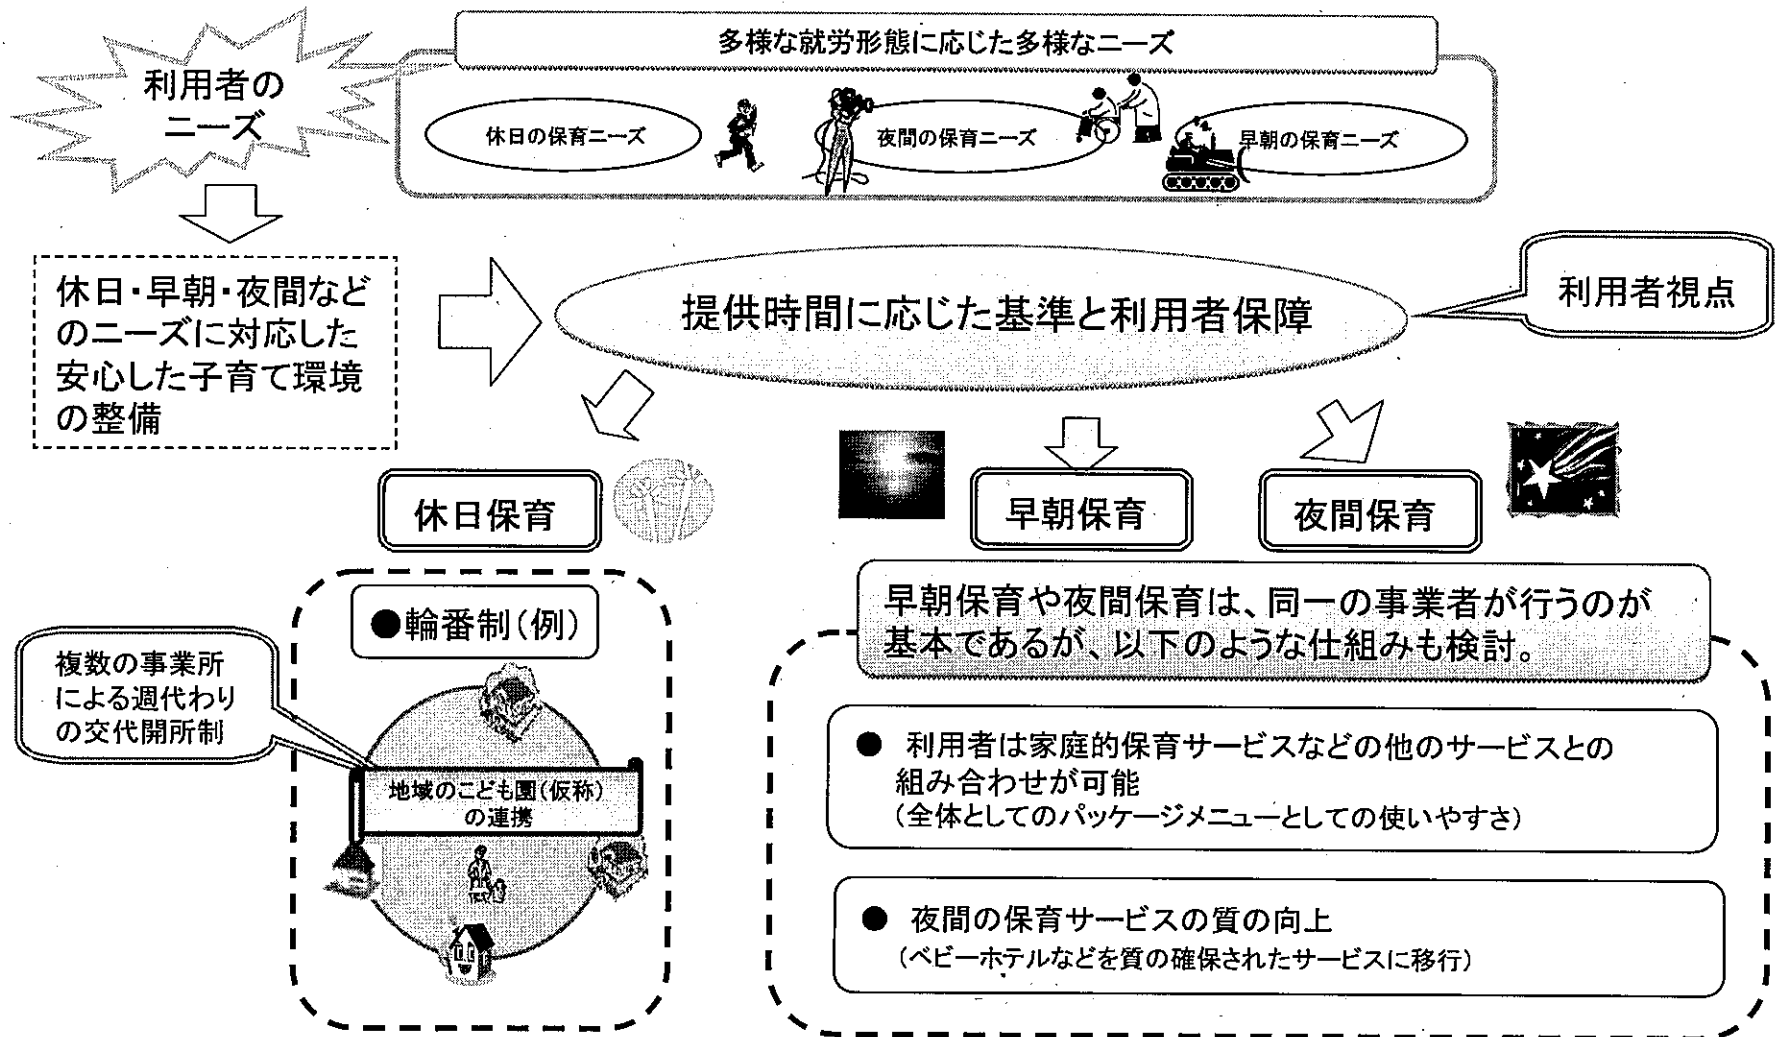 多様な就労形態に応じた多様なニーズ
利用者の
ニーズ
休日の保育ニーズ
夜間の保育ニーズ
早朝の保育ニーズ
休日・早朝・夜間など
のニーズに対応した
安心した子育て環境
の整備
提供時間に応じた基準と利用者保障
利用者視点
休日保育
早朝保育
夜間保育
●輪番制(例)
複数の事業所
による週代わり
の交代開所制
地域のこども園(仮称)
の連携
早朝保育や夜間保育は、同一の事業者が行うのが
基本であるが、以下のような仕組みも検討。
● 利用者は家庭的保育サービスなどの他のサービスとの
組み合わせが可能
(全体としてのパッケージメニューとしての使いやすさ)
● 夜間の保育サービスの質の向上
(ベビーホテルなどを質の確保されたサービスに移行)